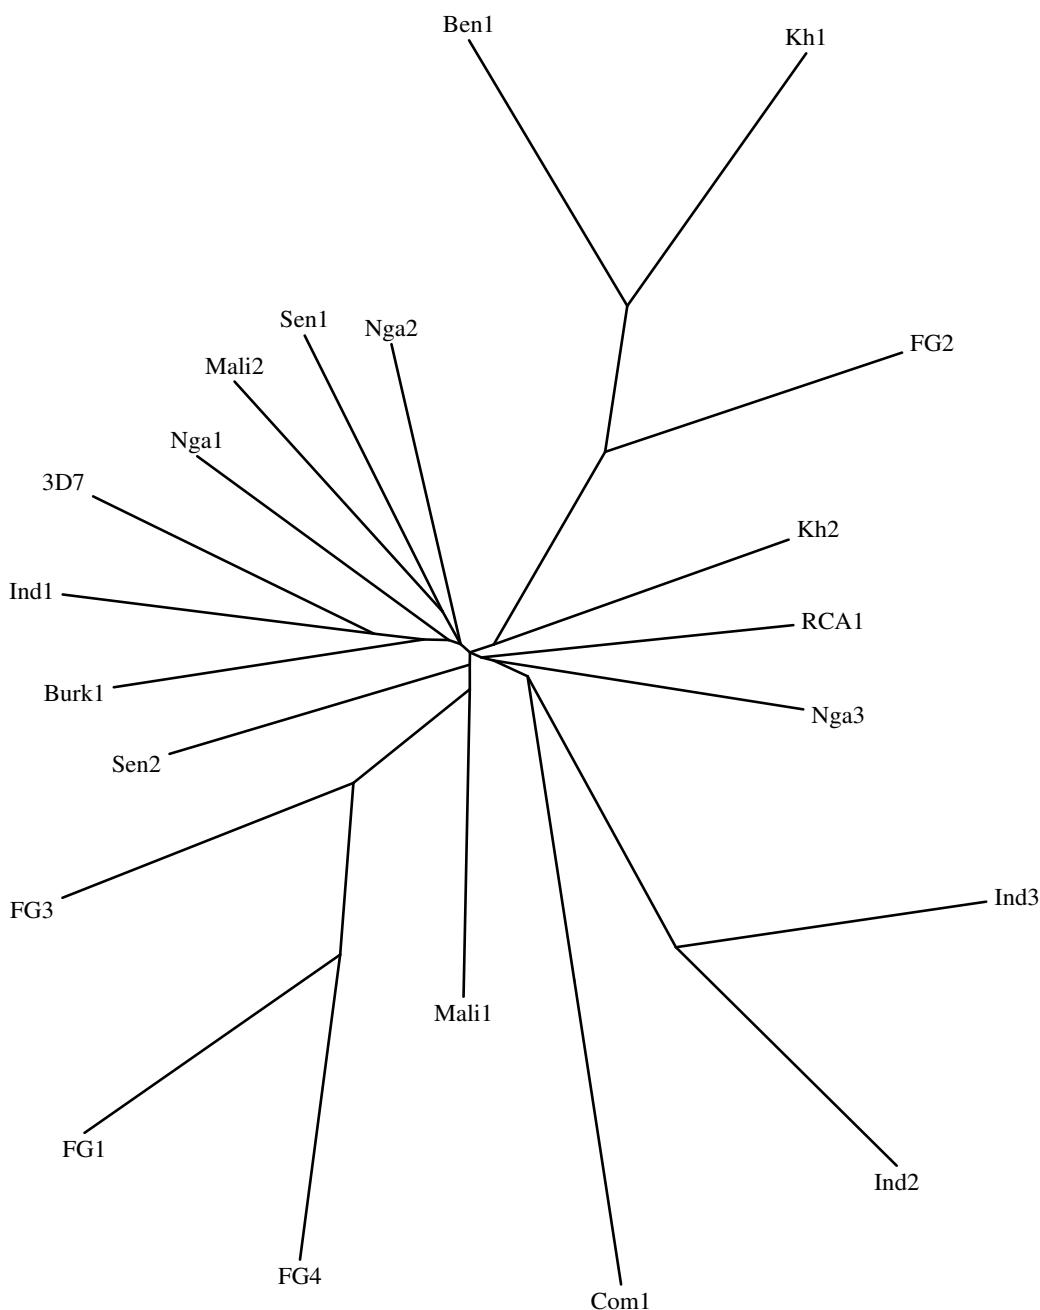 Ben1
Kh1
Sen1
Nga2
FG2
Mali2
Nga1
3D7
Kh2
Ind1
RCA1
Burk1
Nga3
Sen2
Ind3
FG3
Mali1
FG1
Ind2
FG4
Com1